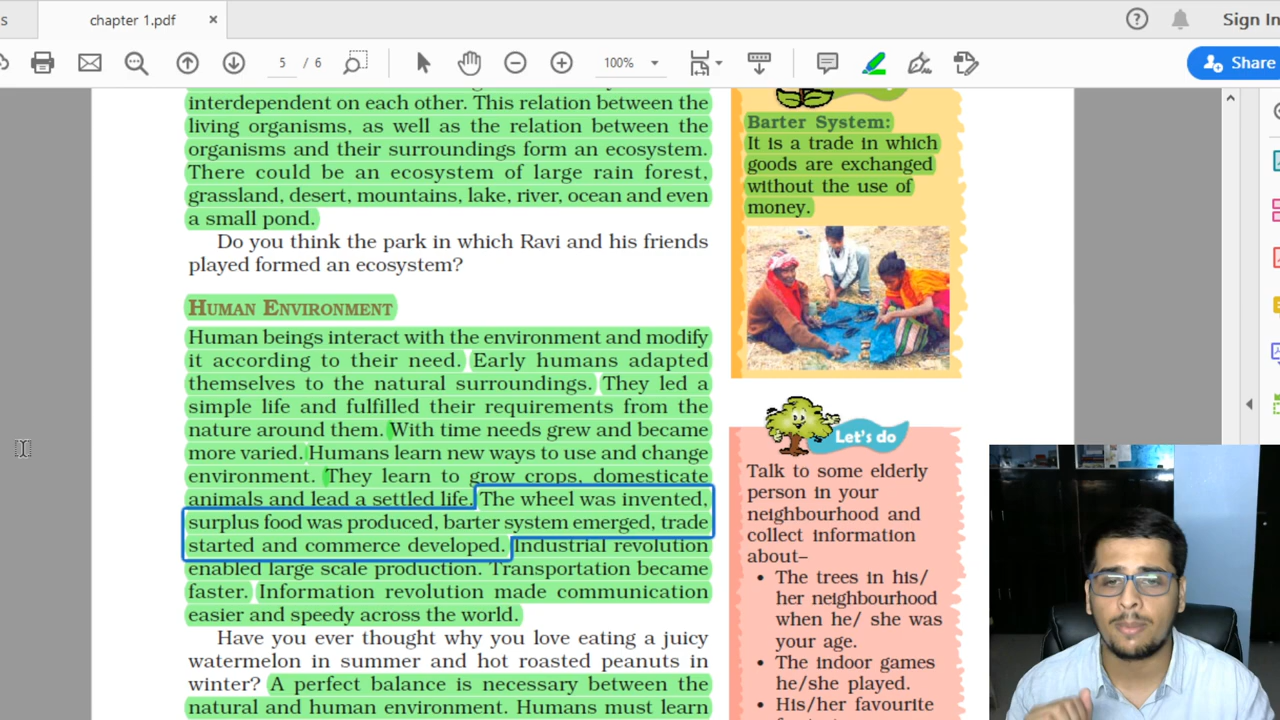 s
chapter 1.pdf
×
Sign In
5 / 6
100%
Share
interdependent on each other. This relation between the
living organisms, as well as the relation between the
organisms and their surroundings form an ecosystem.
There could be an ecosystem of large rain forest,
grassland, desert, mountains, lake, river, ocean and even
a small pond.
Do you think the park in which Ravi and his friends
played formed an ecosystem?
HUMAN ENVIRONMENT
Human beings interact with the environment and modify
it according to their need. Early humans adapted
themselves to the natural surroundings. They led a
simple life and fulfilled their requirements from the
nature around them. With time needs grew and became
more varied. Humans learn new ways to use and change
environment. They learn to grow crops, domesticate
animals and lead a settled life. The wheel was invented,
surplus food was produced, barter system emerged, trade
started and commerce developed. Industrial revolution
enabled large scale production. Transportation became
faster. Information revolution made communication
easier and speedy across the world.
Have you ever thought why you love eating a juicy
watermelon in summer and hot roasted peanuts in
winter? A perfect balance is necessary between the
natural and human environment. Humans must learn
Barter System:
It is a trade in which
goods are exchanged
without the use of
money.
Let's do
Talk to some elderly
person in your
neighbourhood and
collect information
about–
• The trees in his/
her neighbourhood
when he/ she was
your age.
• The indoor games
he/she played.
• His/her favourite